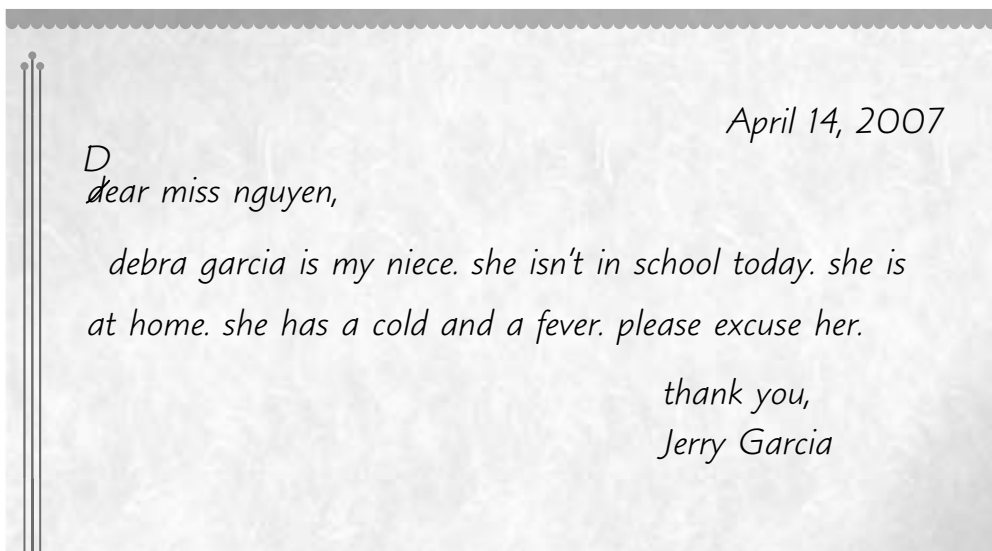 April 14, 2007
D
dear miss nguyen,
debra garcia is my niece. she isn't in school today. she is
at home. she has a cold and a fever. please excuse her.
thank you,
Jerry Garcia